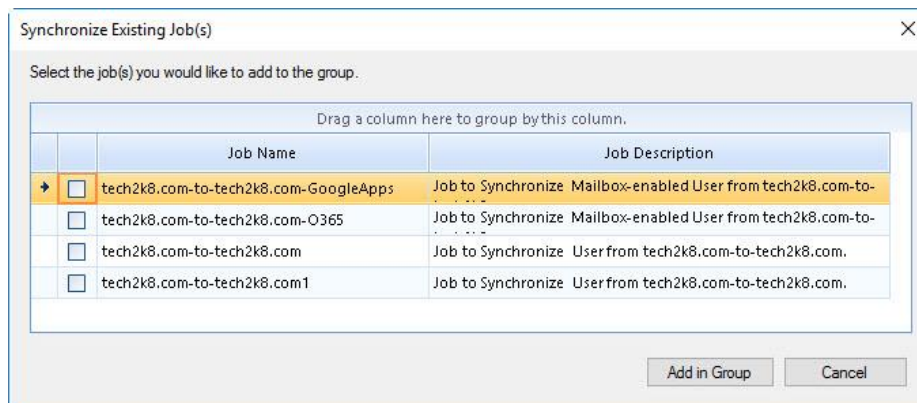 Synchronize Existing Job(s)
Select the job(s) you would like to add to the group.
Drag a column here to group by this column.
Job Name Job Description
tech2k8.com-to-tech2k8.com-GoogleApps Job to Synchronize Mailbox-enabled User from tech2k8.com-to-
tech2k8.com-to-tech2k8.com-O365 Job to Synchronize Mailbox-enabled User from tech2k8.com-to-
tech2k8.com-to-tech2k8.com Job to Synchronize User from tech2k8.com-to-tech2k8.com.
tech2k8.com-to-tech2k8.com1 Job to Synchronize User from tech2k8.com-to-tech2k8.com.
Add in Group Cancel